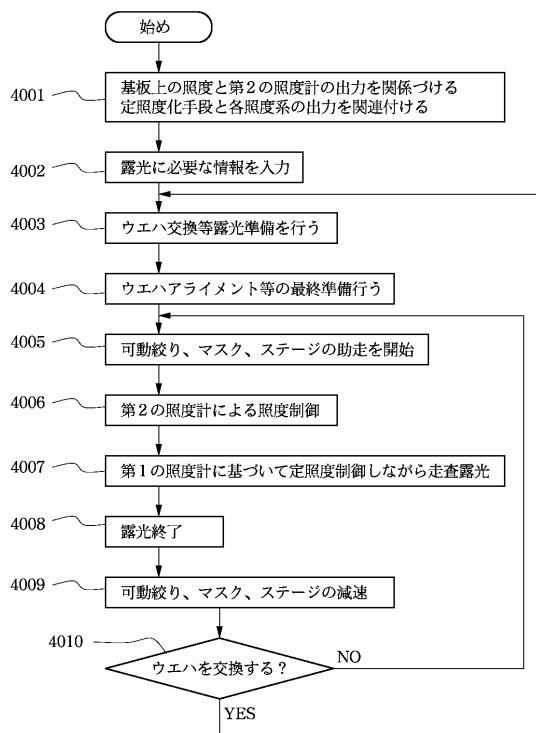 始め
4001
基板上の照度と第2の照度計の出力を関係づける
定照度化手段と各照度系の出力を関連付ける
4002
露光に必要な情報を入力
4003
ウエハ交換等露光準備を行う
4004
ウエハアライメント等の最終準備行う
4005
可動絞り、マスク、ステージの助走を開始
4006
第2の照度計による照度制御
4007
第1の照度計に基づいて定照度制御しながら走査露光
4008
露光終了
4009
可動絞り、マスク、ステージの減速
4010
ウエハを交換する?
NO
YES